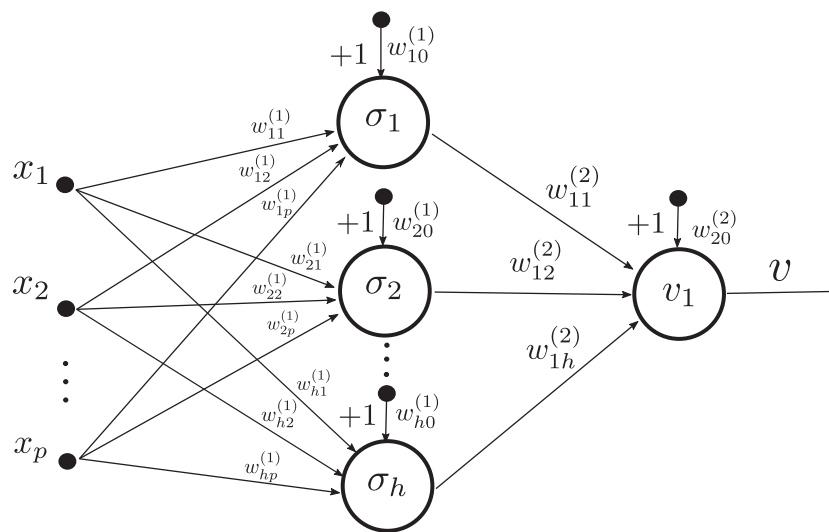 +1 w_{10}^{(1)}
σ_1
w_{11}^{(1)}
x_1
w_{12}^{(1)}
w_{1p}^{(1)}
w_{11}^{(2)}
+1 w_{20}^{(1)}
+1 w_{20}^{(2)}
w_{21}^{(1)}
w_{12}^{(2)}
v
x_2
w_{22}^{(1)}
σ_2
v_1
w_{2p}^{(1)}
w_{1h}^{(2)}
w_{h1}^{(1)}
w_{h2}^{(1)}
+1 w_{h0}^{(1)}
x_p
w_{hp}^{(1)}
σ_h